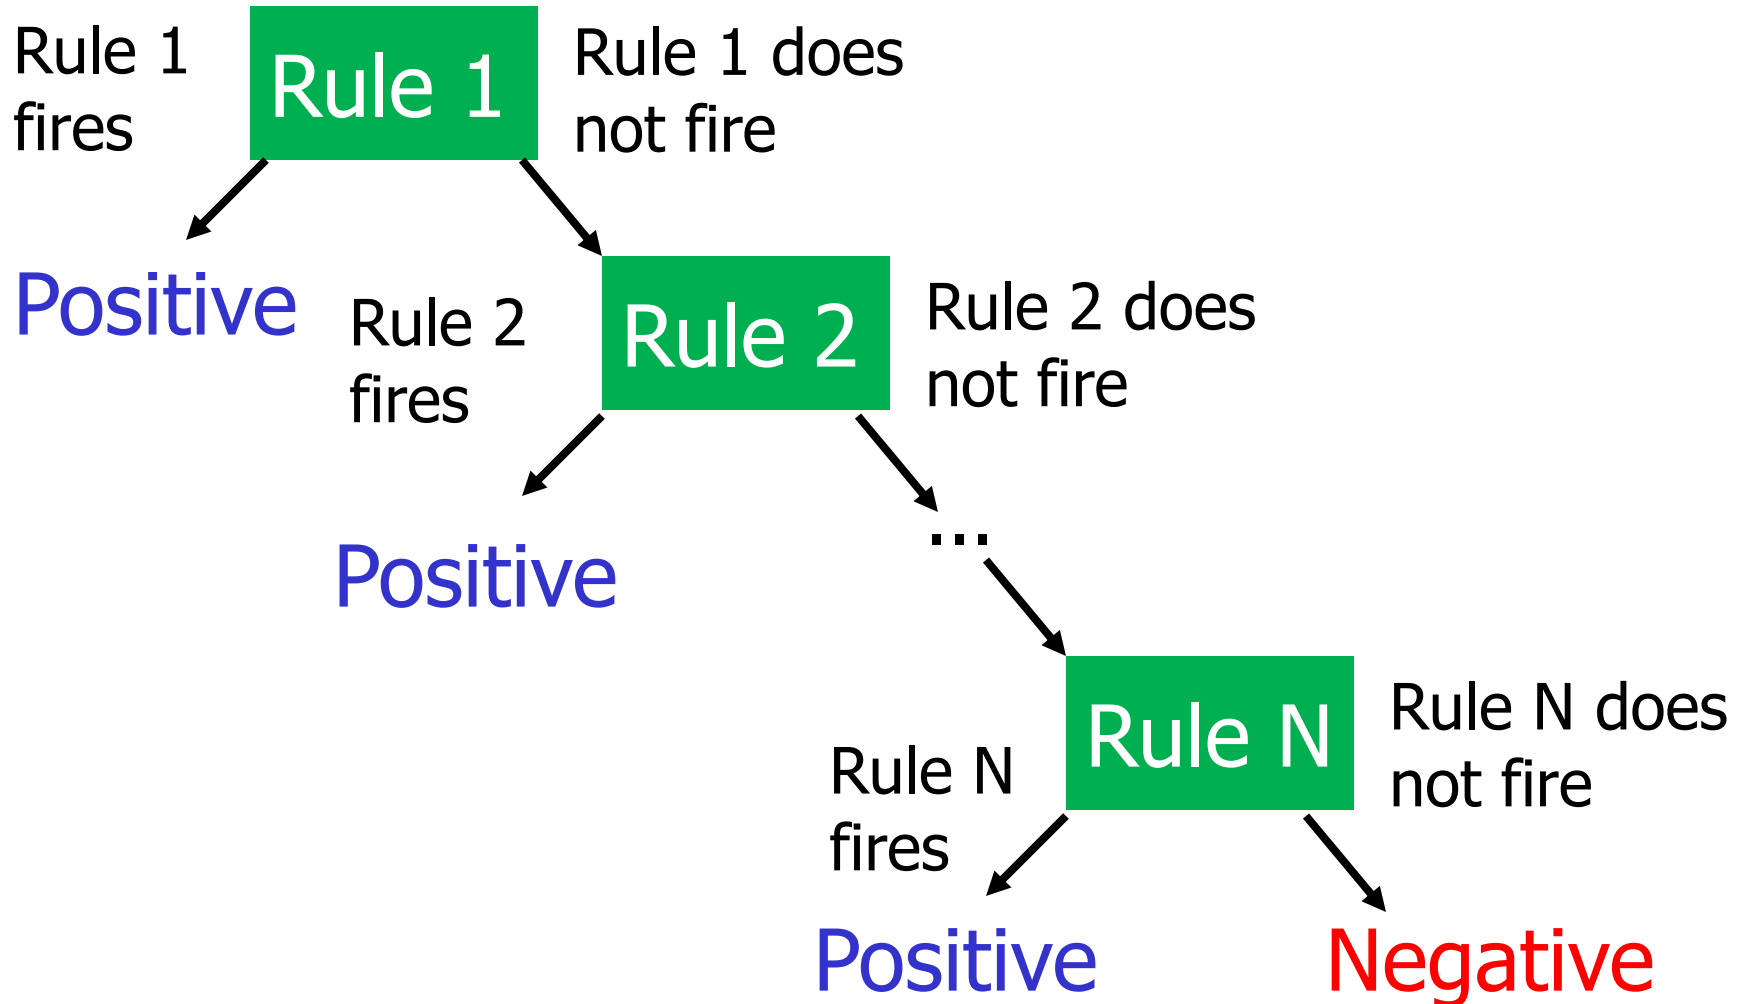 Rule 1
fires
Rule 1
Rule 1 does
not fire
Positive
Rule 2
fires
Rule 2
Rule 2 does
not fire
Positive
...
Rule N
fires
Rule N
Rule N does
not fire
Positive
Negative